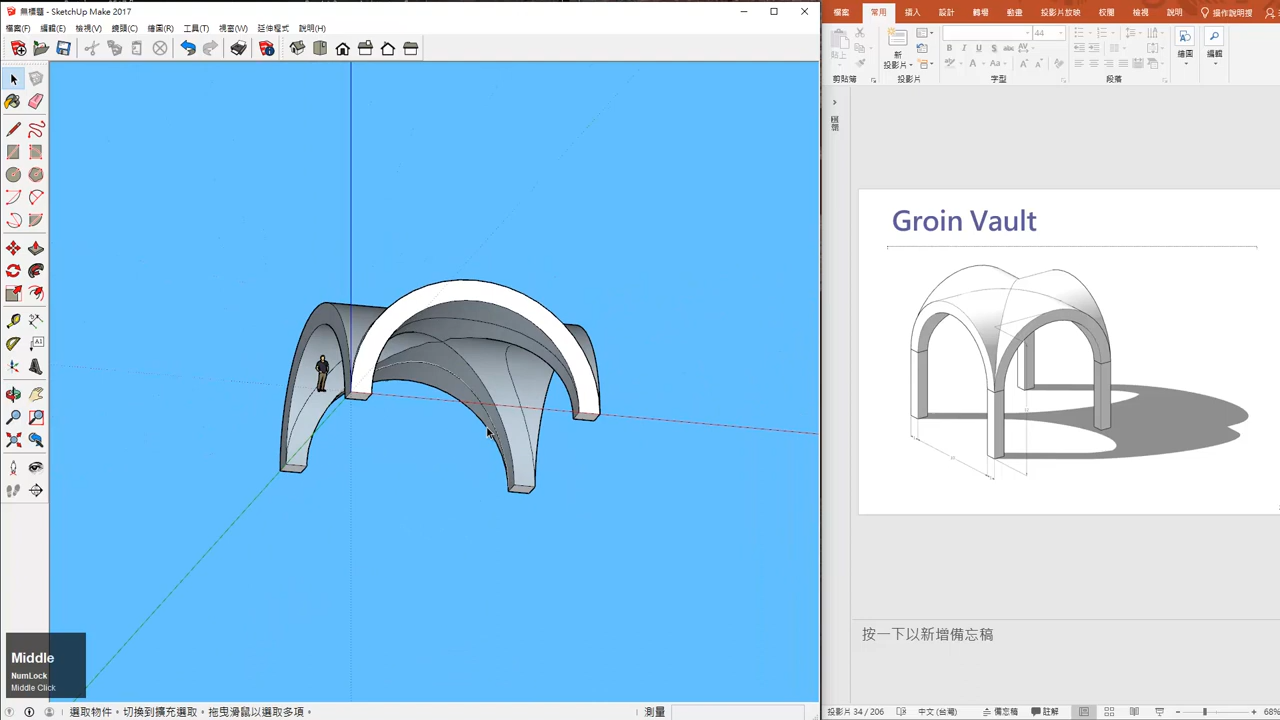 無標題 - SketchUp Make 2017
檔案(F) 編輯(E) 檢視(V) 鏡頭(C) 繪圖(R) 工具(T) 視窗(W) 延伸程式 說明(H)
檔案 常用 插入 設計 轉場 動畫 投影片放映 校閱 檢視 說明 操作說明搜
44
新
投影片
繪圖 編輯
剪貼簿 投影片 字型 段落
A1
Groin Vault
Middle
NumLock
Middle Click
按一下以新增備忘稿
選取物件。切換到擴充選取。拖曳滑鼠以選取多項。 測量
投影片 34 / 206 中文 (台灣) 備忘稿 註解 68%